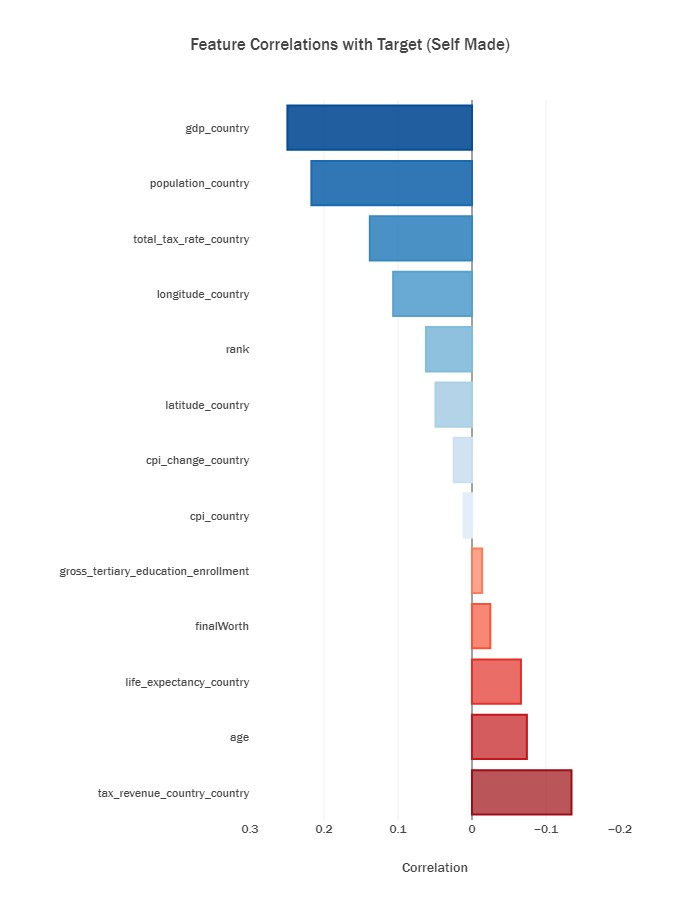 Feature Correlations with Target (Self Made)
gdp_country
population_country
total_tax_rate_country
longitude_country
rank
latitude_country
cpi_change_country
cpi_country
gross_tertiary_education_enrollment
finalWorth
life_expectancy_country
age
tax_revenue_country_country
0.3 0.2 0.1 0 −0.1 −0.2
Correlation